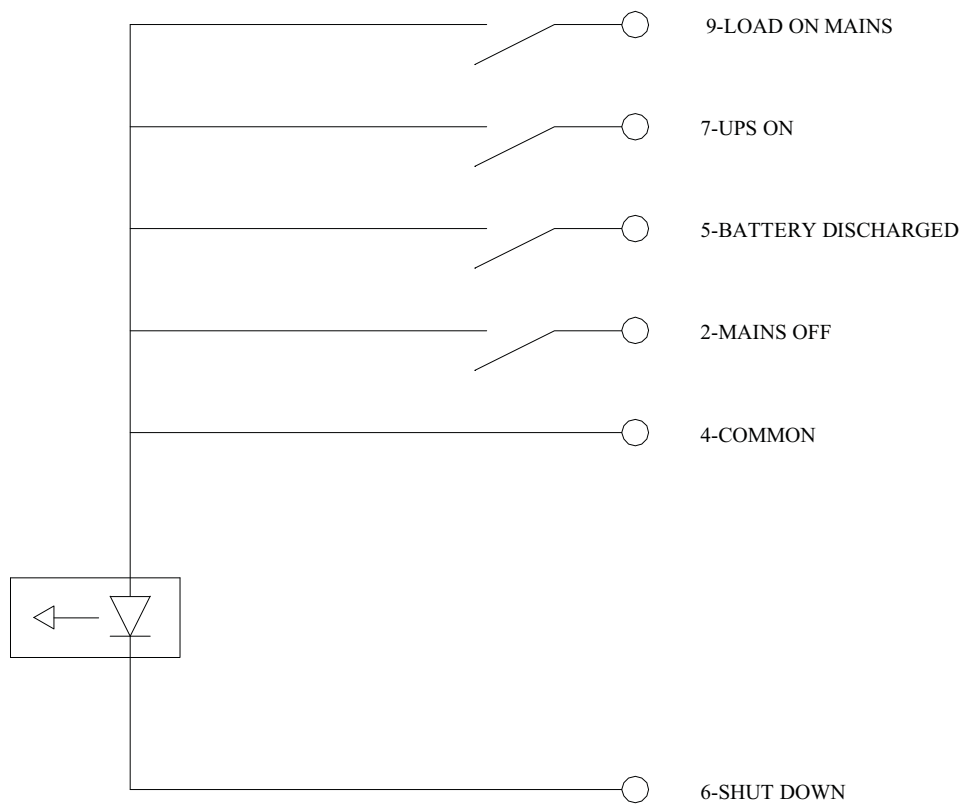 9-LOAD ON MAINS
7-UPS ON
5-BATTERY DISCHARGED
2-MAINS OFF
4-COMMON
6-SHUT DOWN